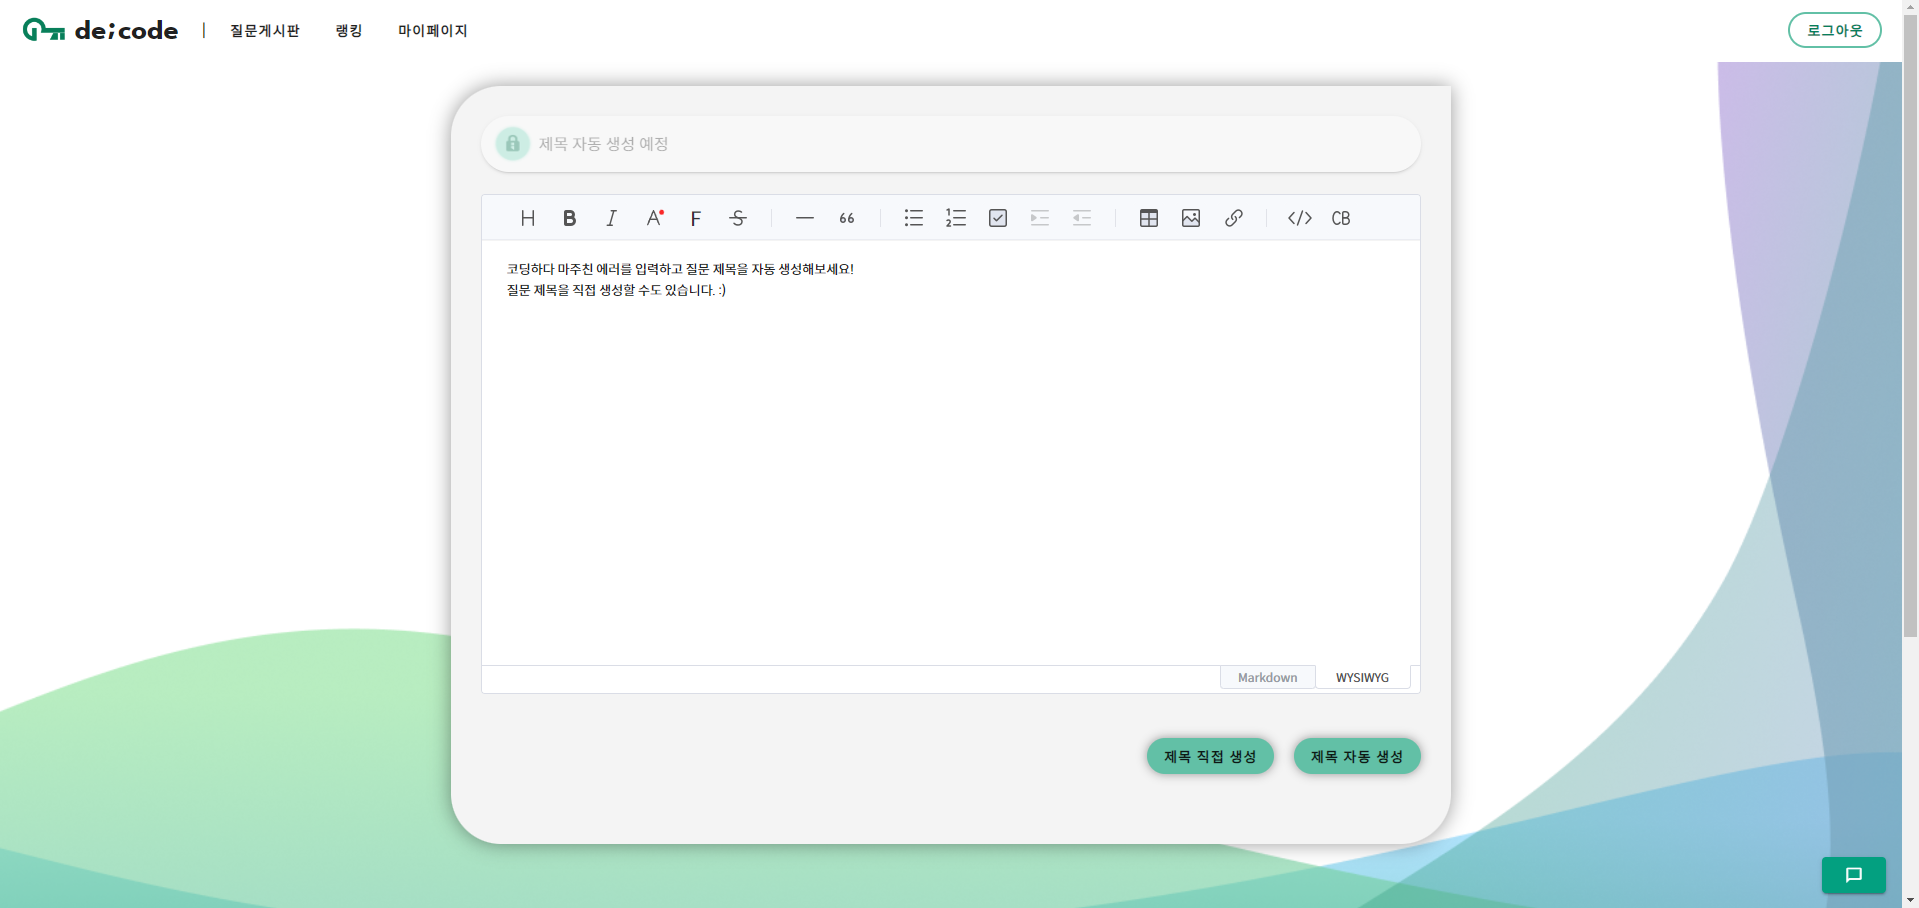 de;code | 질문게시판 랭킹 마이페이지 로그아웃
제목 자동 생성 예정
H B I A F S — 66 </> CB
코딩하다 마주친 에러를 입력하고 질문 제목을 자동 생성해보세요!
질문 제목을 직접 생성할 수도 있습니다. :)
Markdown WYSIWYG
제목 직접 생성 제목 자동 생성